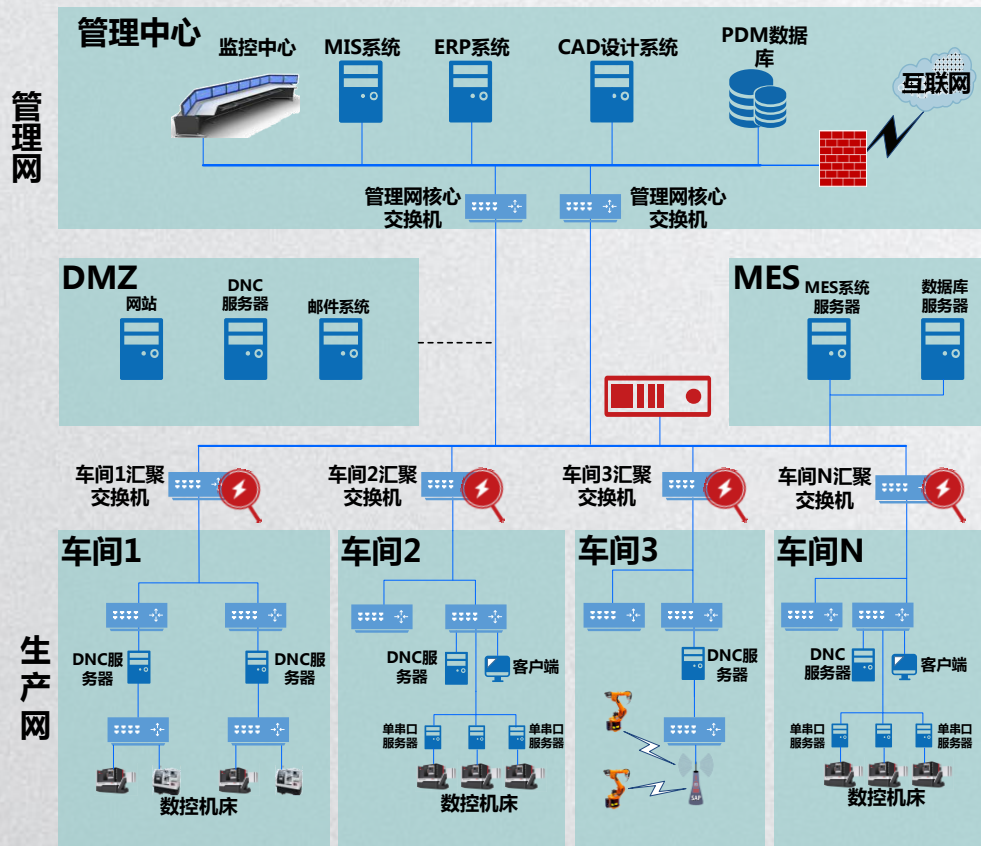 管理网
管理中心
监控中心
MIS系统
ERP系统
CAD设计系统
PDM数据
库
互联网
管理网核心
交换机
管理网核心
交换机
DMZ
网站
DNC
服务器
邮件系统
MES
MES系统
服务器
数据库
服务器
车间1汇聚
交换机
车间2汇聚
交换机
车间3汇聚
交换机
车间N汇聚
交换机
生产网
车间1
DNC服
务器
DNC服
务器
数控机床
车间2
DNC服
务器
客户端
单串口
服务器
单串口
服务器
数控机床
车间3
DNC服
务器
SAP
车间N
DNC
服务器
客户端
单串口
服务器
单串口
服务器
数控机床